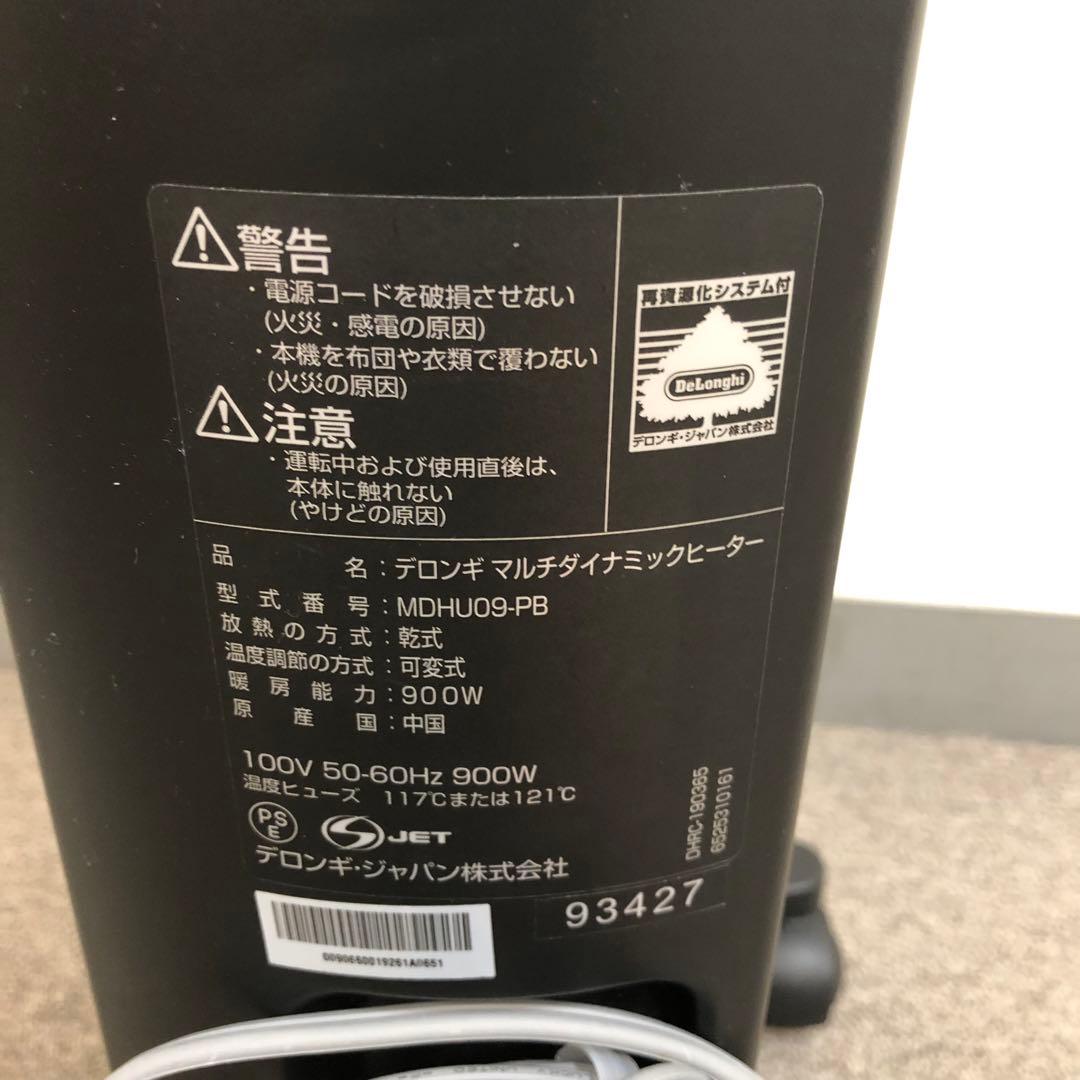 警告
・電源コードを破損させない
(火災・感電の原因)
・本機を布団や衣類で覆わない
(火災の原因)
注意
・運転中および使用直後は、
本体に触れない
(やけどの原因)
再資源化システム付
DeLonghi
デロンギ・ジャパン株式会社
品名:デロンギ マルチダイナミックヒーター
型式番号:MDHU09-PB
放熱の方式:乾式
温度調節の方式:可変式
暖房能力:900W
原産国:中国
100V 50-60Hz 900W
温度ヒューズ 117℃または121℃
PSE
JET
デロンギ・ジャパン株式会社
DHRC-190365
6525310161
93427
0090660019261A0651